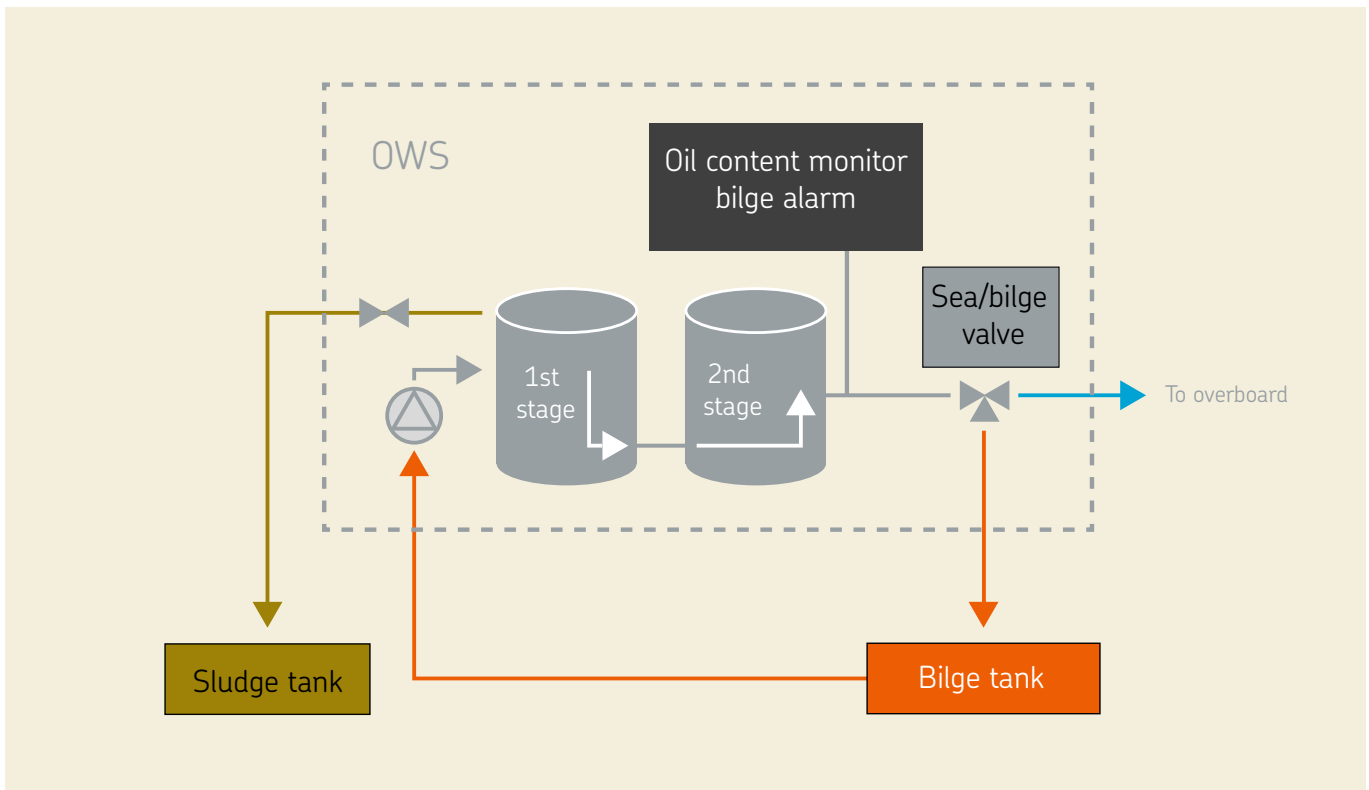 OWS
Oil content monitor
bilge alarm
Sea/bilge
valve
1st
stage
2nd
stage
To overboard
Sludge tank
Bilge tank